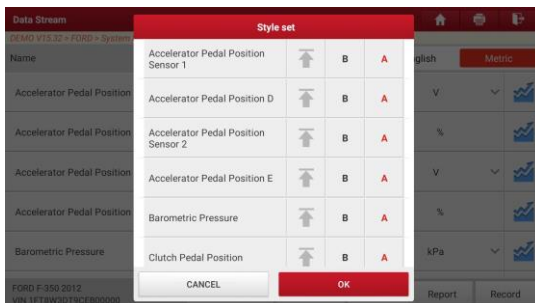 Data Stream
Style set
DEMO V15.32 > FORD > System
Name
glish
Metric
Accelerator Pedal Position
Sensor 1
B
A
Accelerator Pedal Position
V
Accelerator Pedal Position D
B
A
Accelerator Pedal Position
%
Accelerator Pedal Position
Sensor 2
B
A
Accelerator Pedal Position
V
Accelerator Pedal Position E
B
A
Accelerator Pedal Position
%
Barometric Pressure
B
A
Barometric Pressure
kPa
Clutch Pedal Position
B
A
FORD F-350 2012
CANCEL
OK
Report
Record